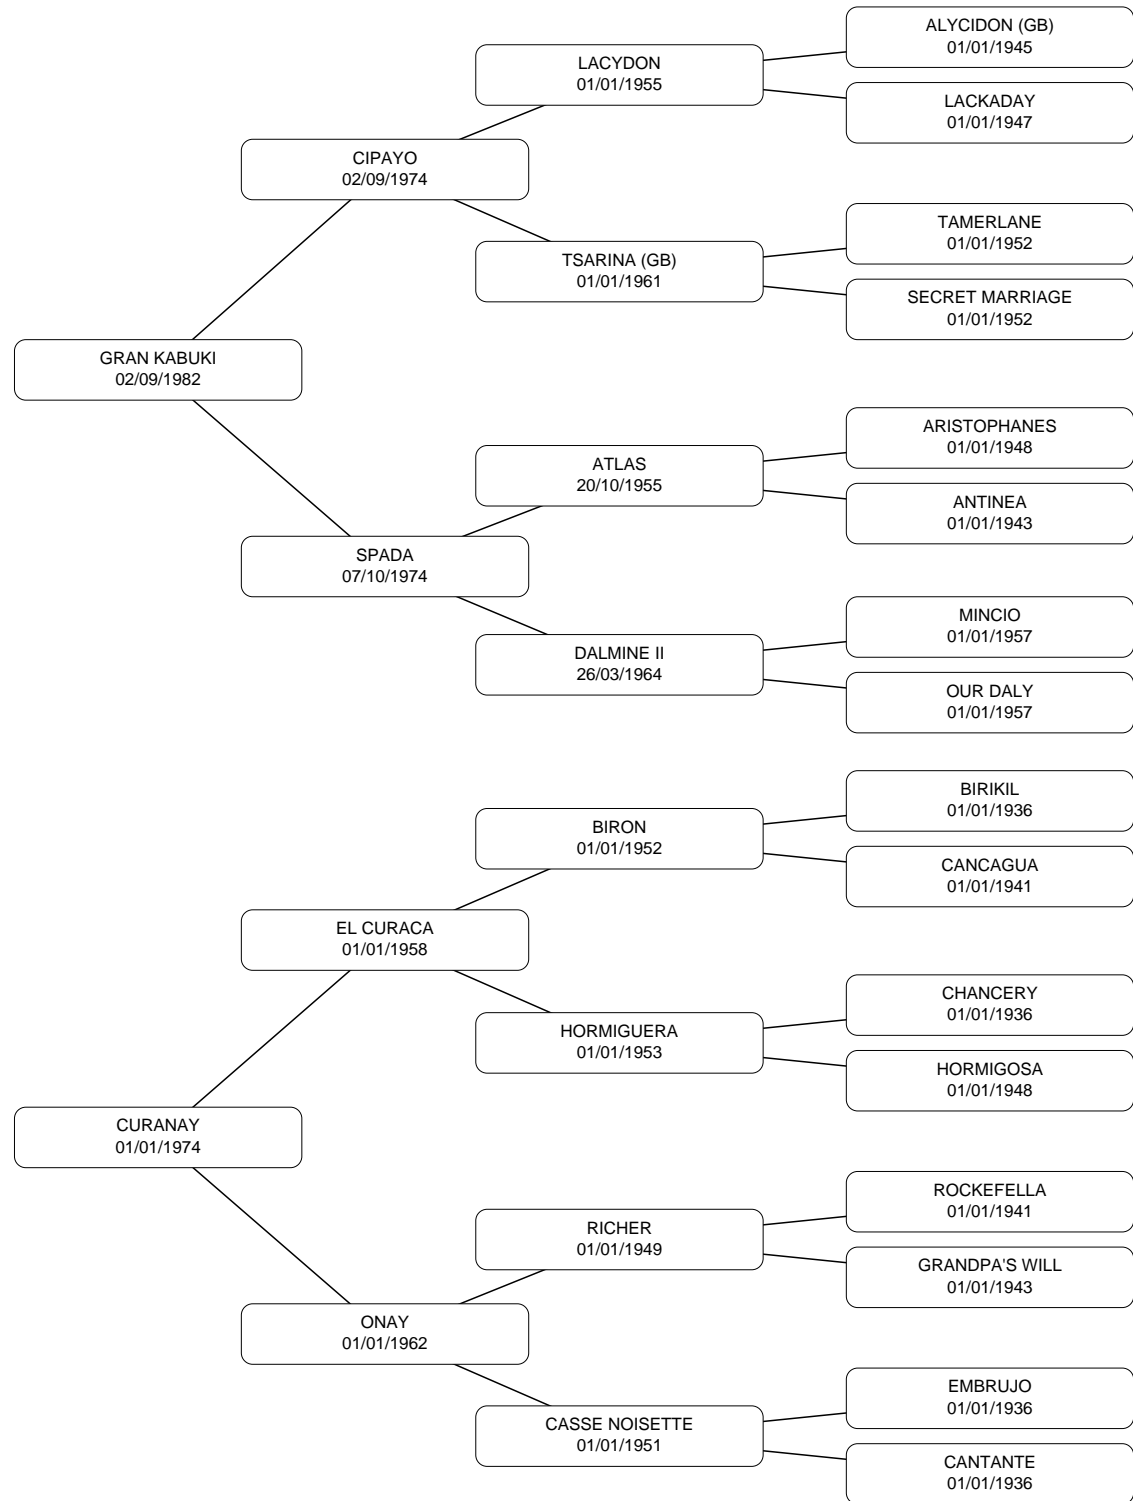 ALYCIDON (GB)
01/01/1945
LACYDON
01/01/1955
LACKADAY
01/01/1947
CIPAYO
02/09/1974
TAMERLANE
01/01/1952
TSARINA (GB)
01/01/1961
SECRET MARRIAGE
01/01/1952
GRAN KABUKI
02/09/1982
ARISTOPHANES
01/01/1948
ATLAS
20/10/1955
ANTINEA
01/01/1943
SPADA
07/10/1974
MINCIO
01/01/1957
DALMINE II
26/03/1964
OUR DALY
01/01/1957
BIRIKIL
01/01/1936
BIRON
01/01/1952
CANCAGUA
01/01/1941
EL CURACA
01/01/1958
CHANCERY
01/01/1936
HORMIGUERA
01/01/1953
HORMIGOSA
01/01/1948
CURANAY
01/01/1974
ROCKEFELLA
01/01/1941
RICHER
01/01/1949
GRANDPA'S WILL
01/01/1943
ONAY
01/01/1962
EMBRUJO
01/01/1936
CASSE NOISETTE
01/01/1951
CANTANTE
01/01/1936